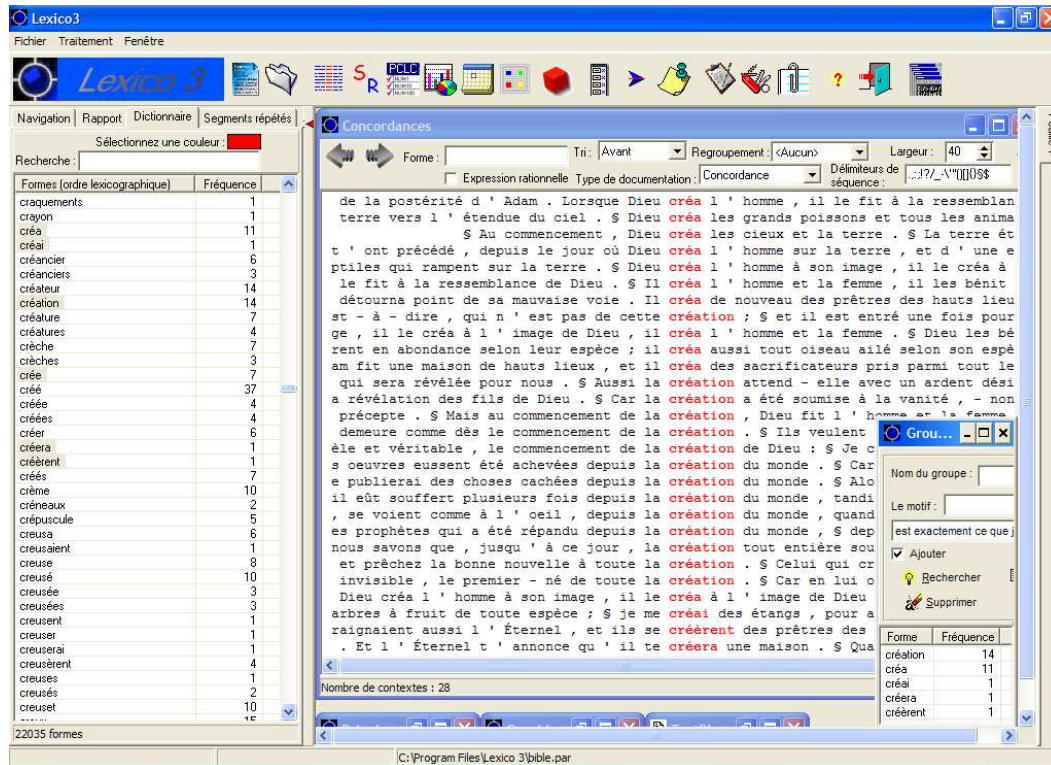 Lexico3
Fichier Traitement Fenêtre
Lexico 3
S R PCLC
Navigation Rapport Dictionnaire Segments répétés
Sélectionnez une couleur :
Recherche :
Formes (ordre lexicographique) Fréquence
craquements 1
crayon 1
créa 11
créai 1
créancier 6
créanciers 3
créateur 14
création 14
créature 7
créatures 4
crèche 7
crèches 3
crée 7
créé 37
créée 4
créées 4
créer 6
créera 1
créèrent 1
créés 7
crème 10
créneaux 2
crépuscule 5
creusa 6
creusaient 1
creuse 8
creusé 10
creusée 3
creusées 3
creusent 1
creuser 1
creuserai 1
creusèrent 4
creuses 1
creusés 2
creuset 10
22035 formes
Concordances
Forme : Tri : Avant Regroupement : <Aucun> Largeur : 40
Expression rationnelle Type de documentation : Concordance Délimiteurs de séquence : .,:;!?/_-\'"()[]{}§$
de la postérité d ' Adam . Lorsque Dieu créa l ' homme , il le fit à la ressemblan
terre vers l ' étendue du ciel . § Dieu créa les grands poissons et tous les anima
§ Au commencement , Dieu créa les cieux et la terre . § La terre ét
t ' ont précédé , depuis le jour où Dieu créa l ' homme sur la terre , et d ' une e
ptiles qui rampent sur la terre . § Dieu créa l ' homme à son image , il le créa à
le fit à la ressemblance de Dieu . § Il créa l ' homme et la femme , il les bénit
détourna point de sa mauvaise voie . Il créa de nouveau des prêtres des hauts lieu
st - à - dire , qui n ' est pas de cette création ; § et il est entré une fois pour
ge , il le créa à l ' image de Dieu , il créa l ' homme et la femme . § Dieu les bé
rent en abondance selon leur espèce ; il créa aussi tout oiseau ailé selon son espè
am fit une maison de hauts lieux , et il créa des sacrificateurs pris parmi tout le
qui sera révélée pour nous . § Aussi la création attend - elle avec un ardent dési
a révélation des fils de Dieu . § Car la création a été soumise à la vanité , - non
précepte . § Mais au commencement de la création , Dieu fit l ' homme et la femme
demeure comme dès le commencement de la création . § Ils veulent
èle et véritable , le commencement de la création de Dieu : § Je c
s oeuvres eussent été achevées depuis la création du monde . § Car
e publierai des choses cachées depuis la création du monde . § Alo
il eût souffert plusieurs fois depuis la création du monde , tandi
, se voient comme à l ' oeil , depuis la création du monde , quand
es prophètes qui a été répandu depuis la création du monde , § dep
nous savons que , jusqu ' à ce jour , la création tout entière sou
et prêchez la bonne nouvelle à toute la création . § Celui qui cr
invisible , le premier - né de toute la création . § Car en lui o
Dieu créa l ' homme à son image , il le créa à l ' image de Dieu
arbres à fruit de toute espèce ; § je me créai des étangs , pour a
raignaient aussi l ' Éternel , et ils se créèrent des prêtres des
. Et l ' Éternel t ' annonce qu ' il te créera une maison . § Qua
Nombre de contextes : 28
Grou...
Nom du groupe :
Le motif :
est exactement ce que j
Ajouter
Rechercher
Supprimer
Forme Fréquence
création 14
créa 11
créai 1
créera 1
créèrent 1
C:\Program Files\Lexico 3\bible.par